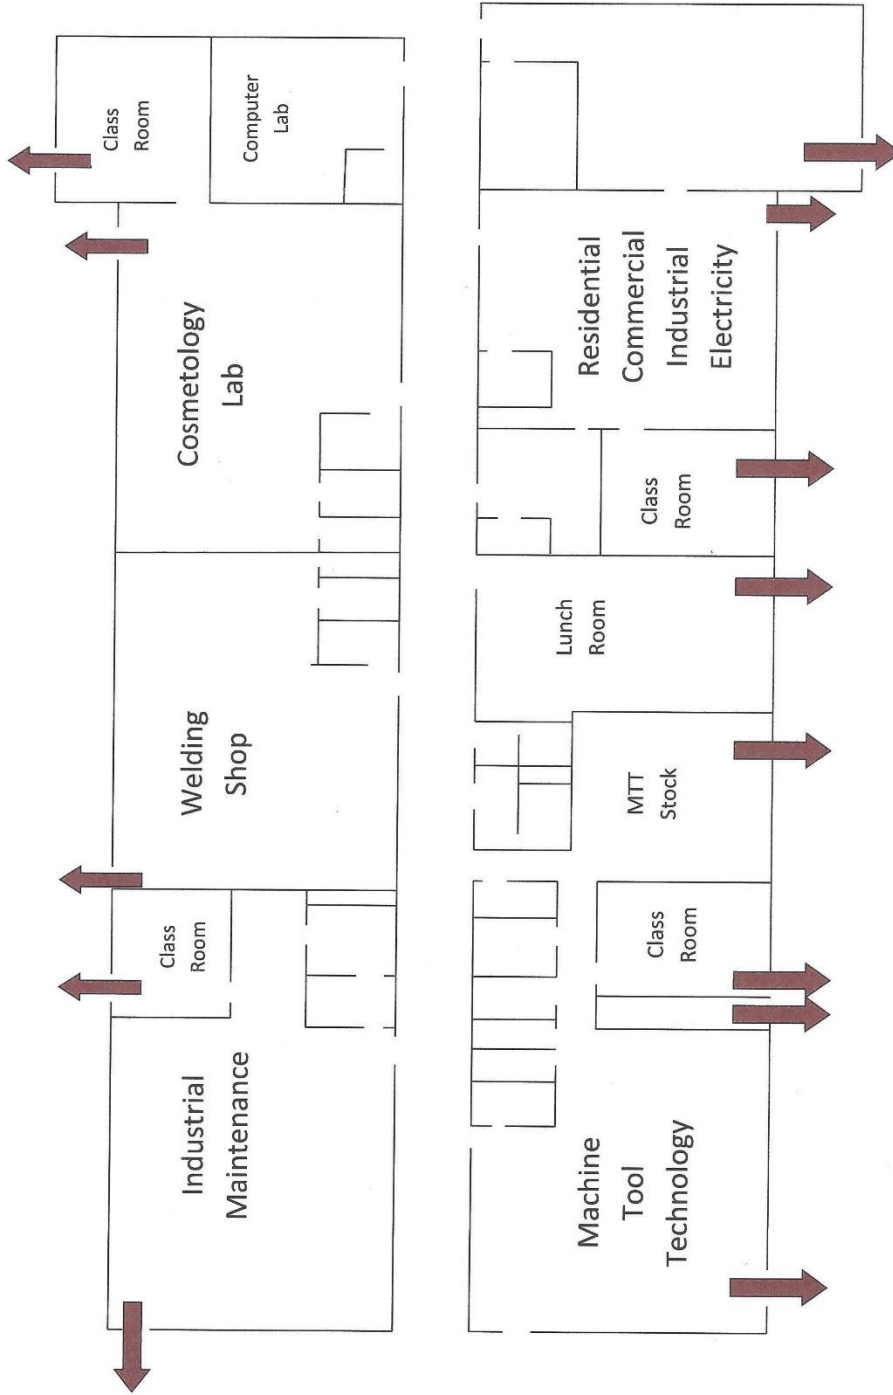 Class
Room
Computer
Lab
Cosmetology
Lab
Welding
Shop
Class
Room
Industrial
Maintenance
Residential
Commercial
Industrial
Electricity
Class
Room
Lunch
Room
MTT
Stock
Class
Room
Machine
Tool
Technology